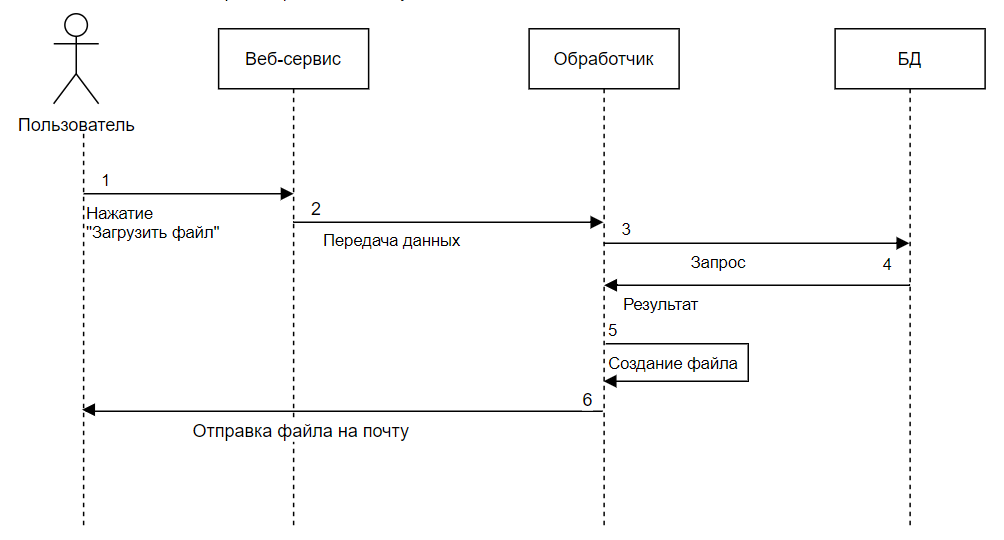 Пользователь
Веб-сервис
Обработчик
БД
1
Нажатие
"Загрузить файл"
2
Передача данных
3
Запрос
4
Результат
5
Создание файла
6
Отправка файла на почту